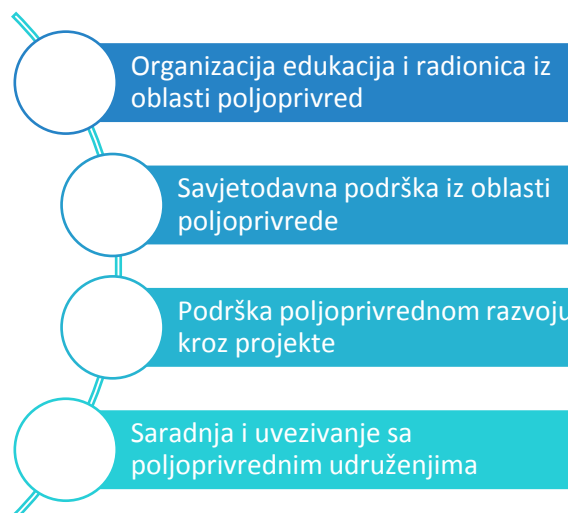 Organizacija edukacija i radionica iz
oblasti poljoprivred
Savjetodavna podrška iz oblasti
poljoprivrede
Podrška poljoprivrednom razvoju
kroz projekte
Saradnja i uvezivanje sa
poljoprivrednim udruženjima